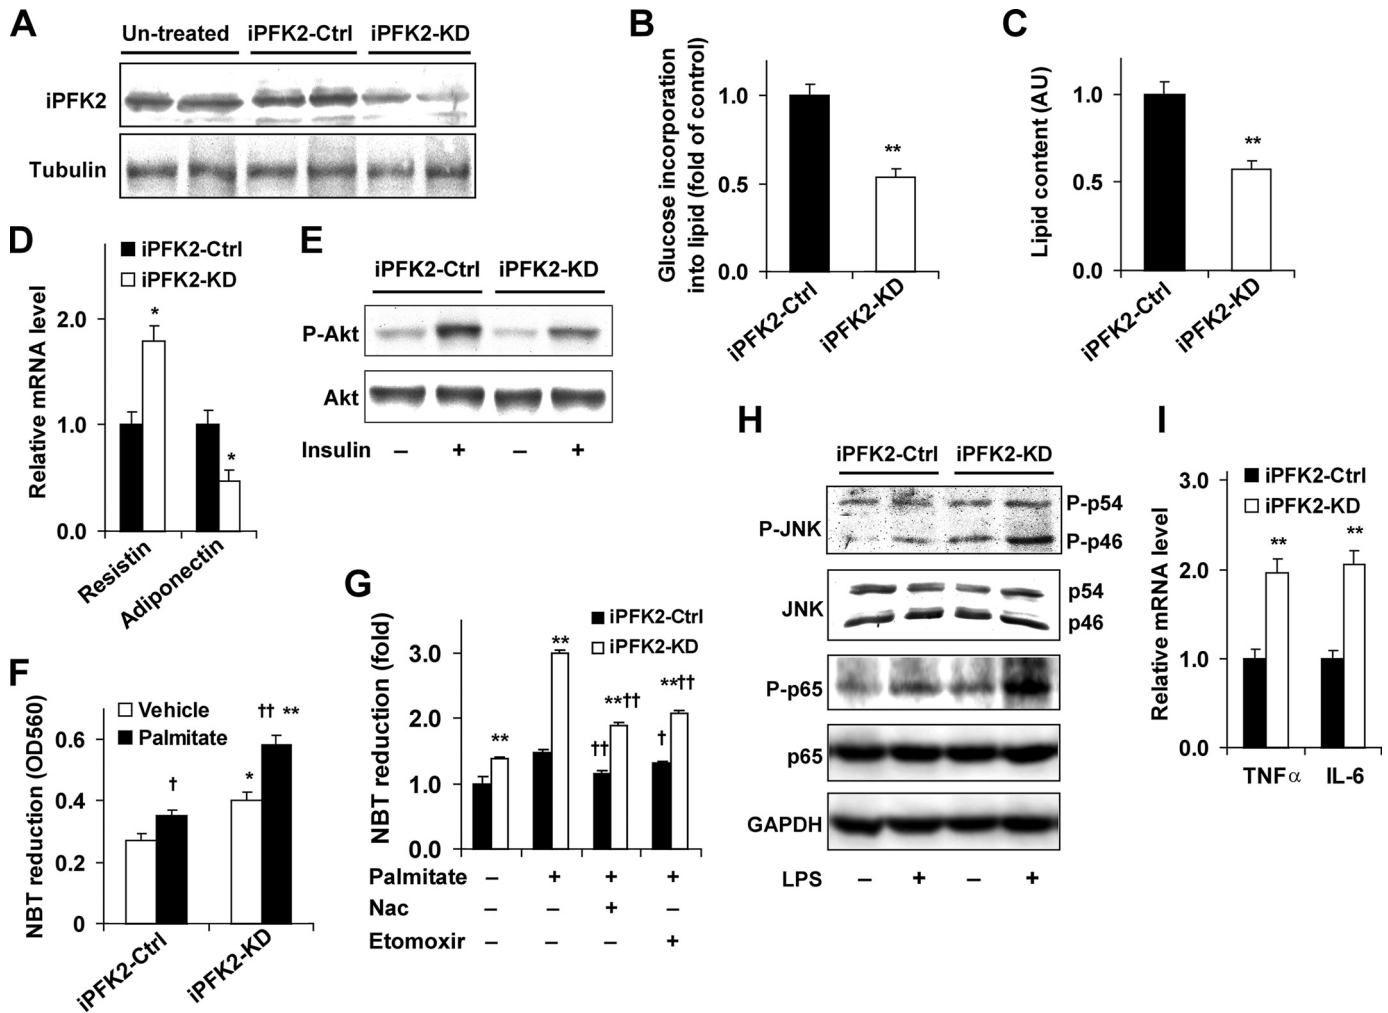 A
Un-treated iPFK2-Ctrl iPFK2-KD
iPFK2
Tubulin
B
Glucose incorporation
into lipid (fold of control)
1.0
0.5
0.0
**
iPFK2-Ctrl
iPFK2-KD
C
Lipid content (AU)
1.0
0.5
0.0
**
iPFK2-Ctrl
iPFK2-KD
D
iPFK2-Ctrl
iPFK2-KD
Relative mRNA level
2.0
1.0
0.0
*
*
Resistin
Adiponectin
E
iPFK2-Ctrl iPFK2-KD
P-Akt
Akt
Insulin – + – +
F
Vehicle
Palmitate
NBT reduction (OD560)
0.6
0.4
0.2
0
†
*
†† **
iPFK2-Ctrl
iPFK2-KD
G
iPFK2-Ctrl
iPFK2-KD
NBT reduction (fold)
3.0
2.0
1.0
0.0
**
**
††
**††
†
**††
Palmitate – + + +
Nac – – + –
Etomoxir – – – +
H
iPFK2-Ctrl iPFK2-KD
P-JNK
P-p54
P-p46
JNK
p54
p46
P-p65
p65
GAPDH
LPS – + – +
I
iPFK2-Ctrl
iPFK2-KD
Relative mRNA level
3.0
2.0
1.0
0.0
**
**
TNFα IL-6